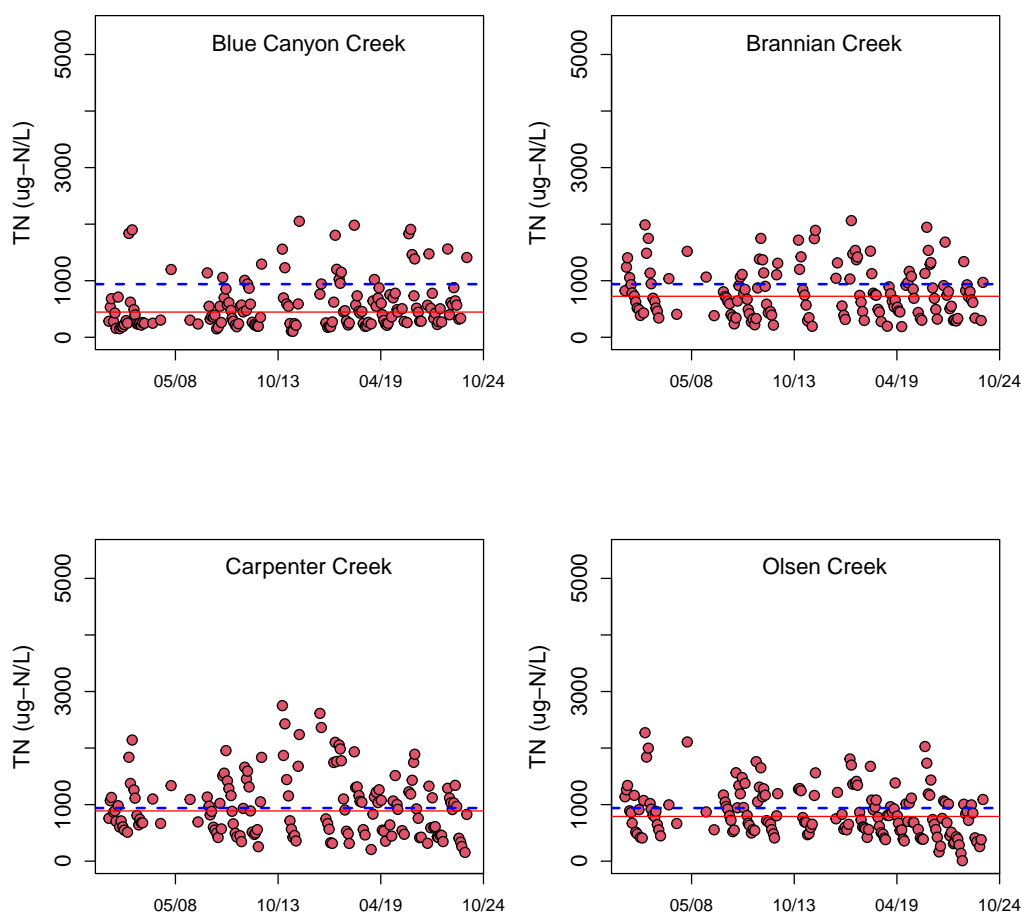 Blue Canyon Creek
TN (ug−N/L)
5000
3000
1000
0
05/08 10/13 04/19 10/24
Brannian Creek
TN (ug−N/L)
5000
3000
1000
0
05/08 10/13 04/19 10/24
Carpenter Creek
TN (ug−N/L)
5000
3000
1000
0
05/08 10/13 04/19 10/24
Olsen Creek
TN (ug−N/L)
5000
3000
1000
0
05/08 10/13 04/19 10/24